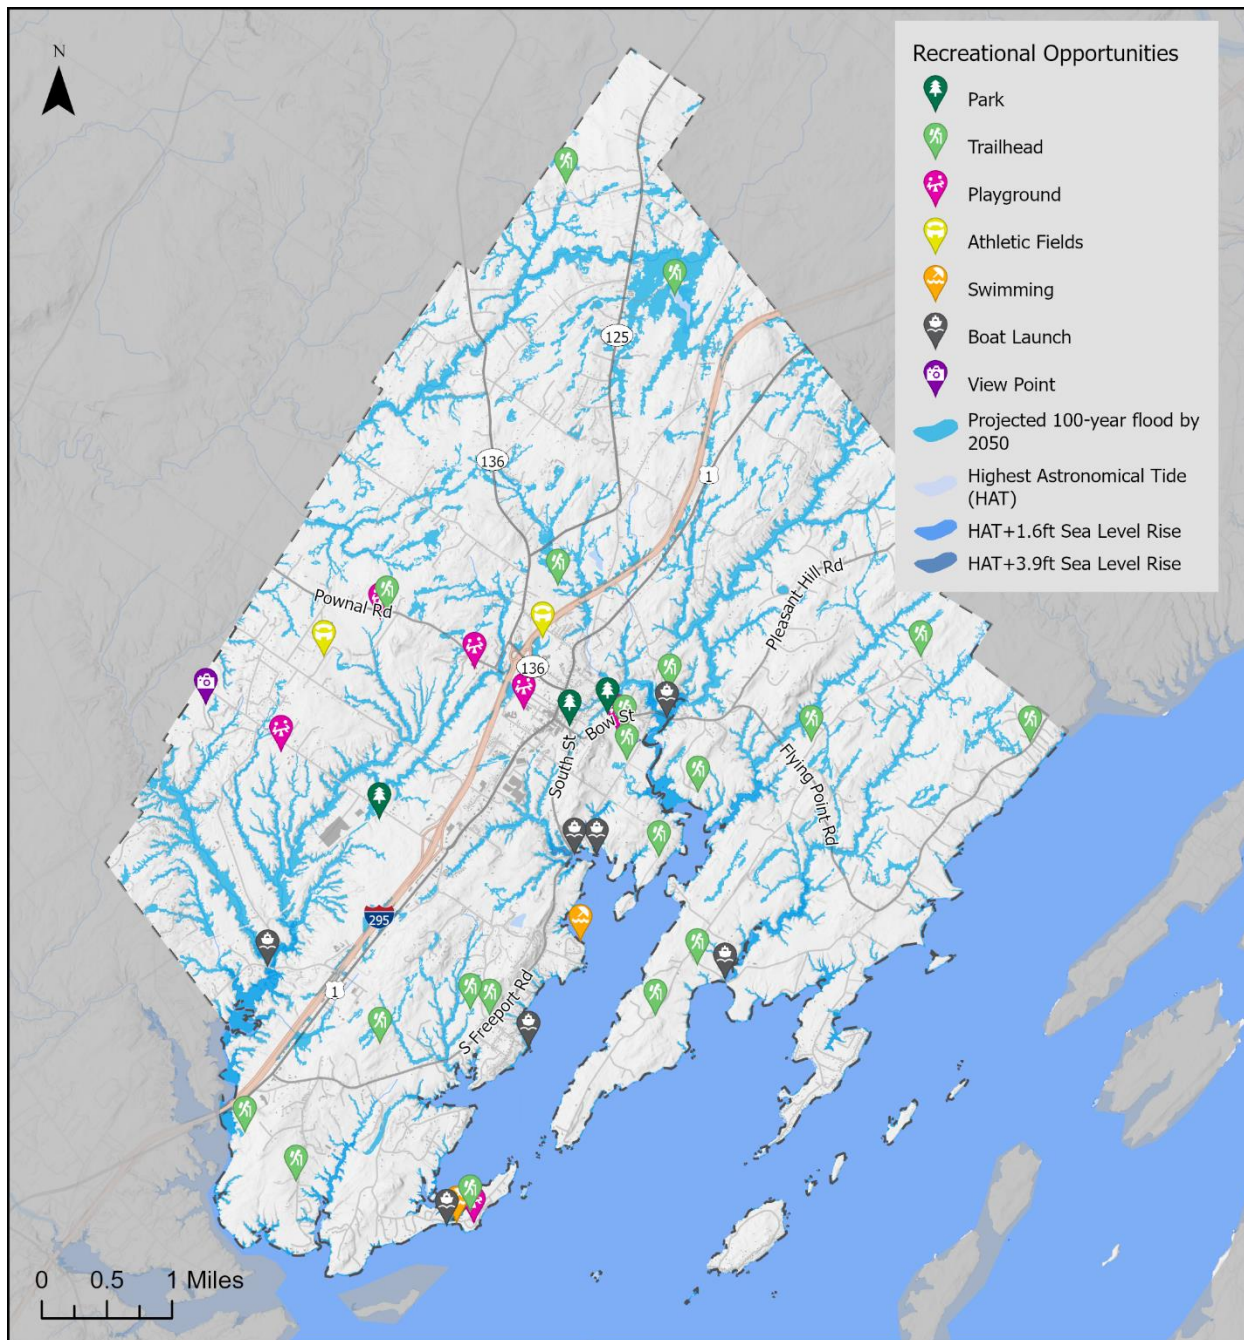 N
Recreational Opportunities
Park
Trailhead
Playground
Athletic Fields
Swimming
Boat Launch
View Point
Projected 100-year flood by
2050
Highest Astronomical Tide
(HAT)
HAT+1.6ft Sea Level Rise
HAT+3.9ft Sea Level Rise
125
136
1
Pleasant Hill Rd
Pownal Rd
136
Bow St
South St
Flying Point Rd
295
1
S Freeport Rd
0 0.5 1 Miles